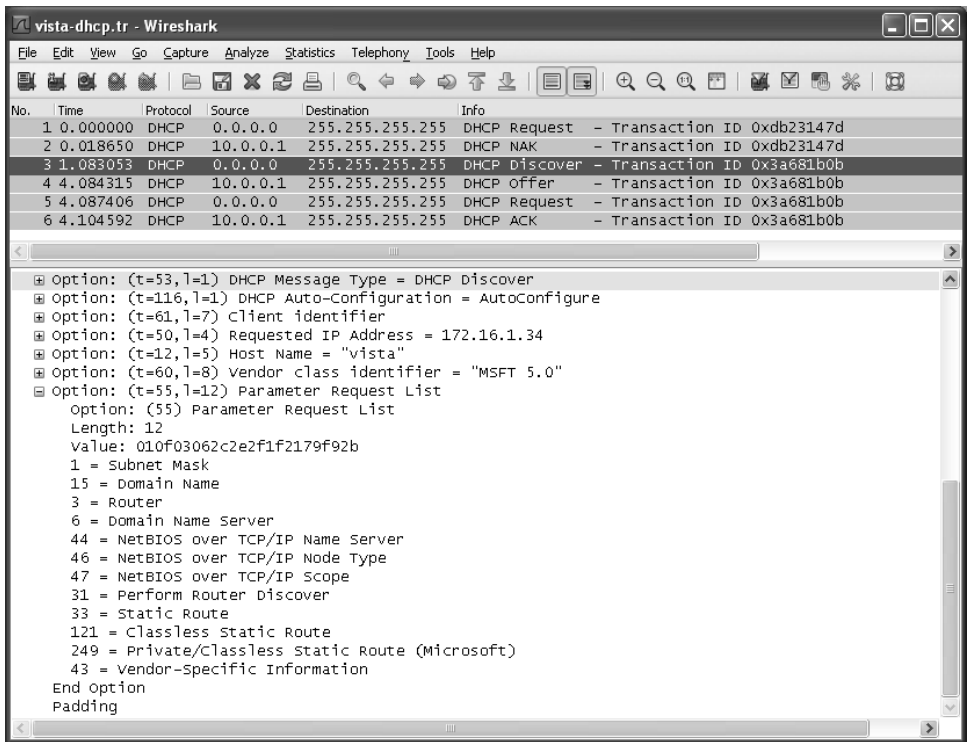 vista-dhcp.tr - Wireshark
File Edit View Go Capture Analyze Statistics Telephony Tools Help
No. Time Protocol Source Destination Info
1 0.000000 DHCP 0.0.0.0 255.255.255.255 DHCP Request - Transaction ID 0xdb23147d
2 0.018650 DHCP 10.0.0.1 255.255.255.255 DHCP NAK - Transaction ID 0xdb23147d
3 1.083053 DHCP 0.0.0.0 255.255.255.255 DHCP Discover - Transaction ID 0x3a681b0b
4 4.084315 DHCP 10.0.0.1 255.255.255.255 DHCP Offer - Transaction ID 0x3a681b0b
5 4.087406 DHCP 0.0.0.0 255.255.255.255 DHCP Request - Transaction ID 0x3a681b0b
6 4.104592 DHCP 10.0.0.1 255.255.255.255 DHCP ACK - Transaction ID 0x3a681b0b
Option: (t=53,l=1) DHCP Message Type = DHCP Discover
Option: (t=116,l=1) DHCP Auto-Configuration = AutoConfigure
Option: (t=61,l=7) Client identifier
Option: (t=50,l=4) Requested IP Address = 172.16.1.34
Option: (t=12,l=5) Host Name = "vista"
Option: (t=60,l=8) Vendor class identifier = "MSFT 5.0"
Option: (t=55,l=12) Parameter Request List
Option: (55) Parameter Request List
Length: 12
Value: 010f03062c2e2f1f2179f92b
1 = Subnet Mask
15 = Domain Name
3 = Router
6 = Domain Name Server
44 = NetBIOS over TCP/IP Name Server
46 = NetBIOS over TCP/IP Node Type
47 = NetBIOS over TCP/IP Scope
31 = Perform Router Discover
33 = Static Route
121 = Classless Static Route
249 = Private/Classless Static Route (Microsoft)
43 = Vendor-Specific Information
End Option
Padding